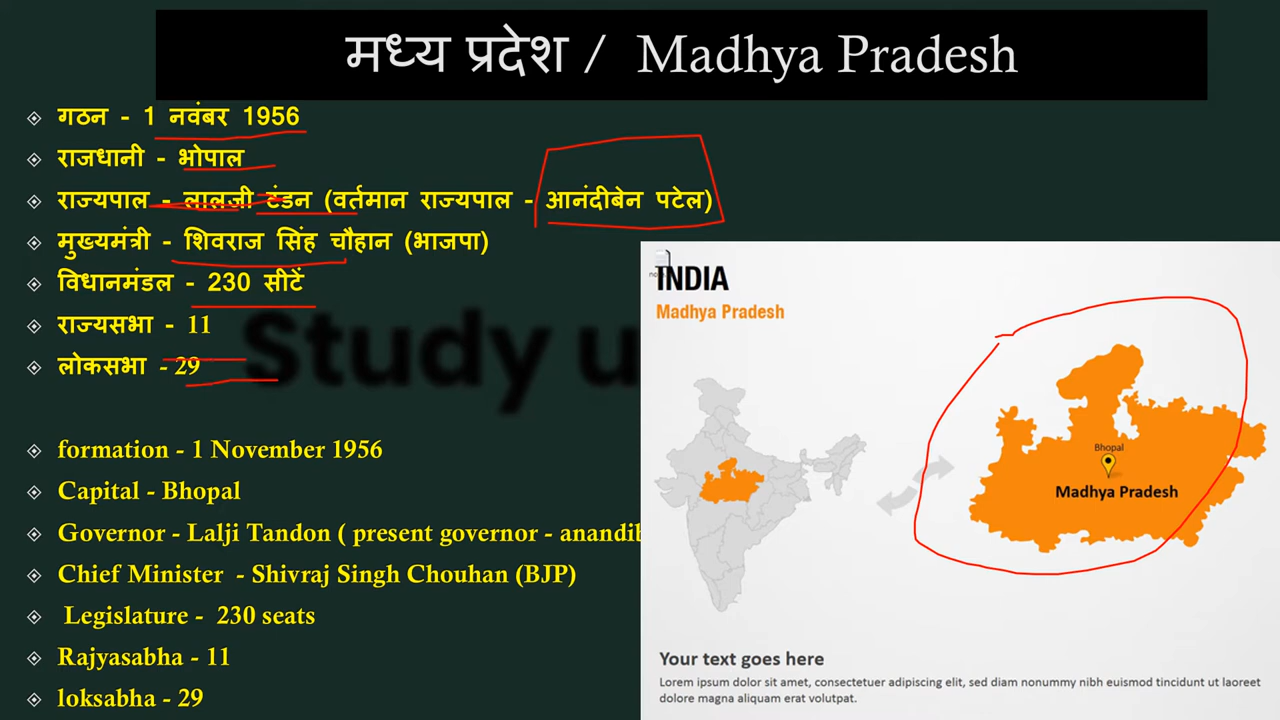 मध्य प्रदेश / Madhya Pradesh
गठन - 1 नवंबर 1956
राजधानी - भोपाल
राज्यपाल - लालजी टंडन (वर्तमान राज्यपाल - आनंदीबेन पटेल)
मुख्यमंत्री - शिवराज सिंह चौहान (भाजपा)
विधानमंडल - 230 सीटें
राज्यसभा - 11
लोकसभा - 29
Study u
formation - 1 November 1956
Capital - Bhopal
Governor - Lalji Tandon ( present governor - anandib
Chief Minister - Shivraj Singh Chouhan (BJP)
Legislature - 230 seats
Rajyasabha - 11
loksabha - 29
INDIA
Madhya Pradesh
Bhopal
Madhya Pradesh
Your text goes here
Lorem ipsum dolor sit amet, consectetuer adipiscing elit, sed diam nonummy nibh euismod tincidunt ut laoreet
dolore magna aliquam erat volutpat.